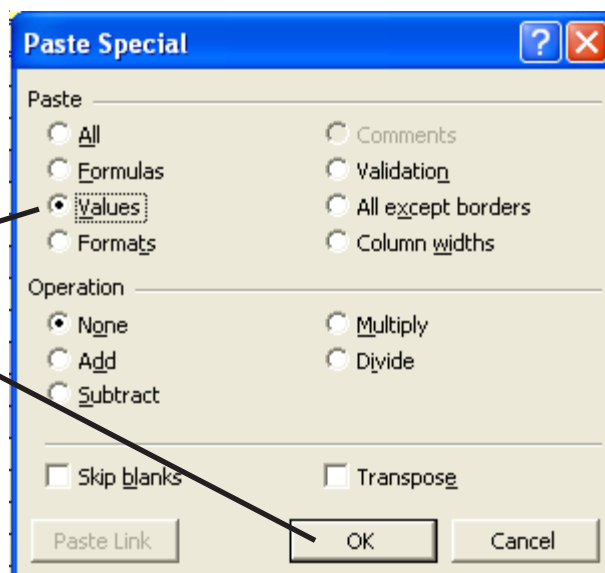 Paste Special
Paste
All
Comments
Formulas
Validation
Values
All except borders
Formats
Column widths
Operation
None
Multiply
Add
Divide
Subtract
Skip blanks
Transpose
Paste Link
OK
Cancel